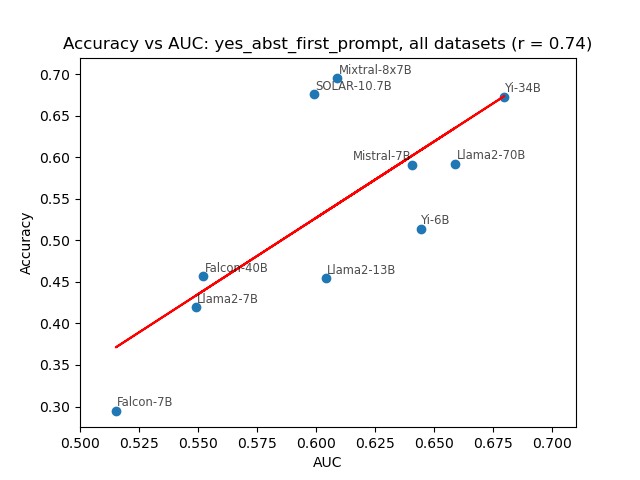 Accuracy vs AUC: yes_abst_first_prompt, all datasets (r = 0.74)
0.70
0.65
0.60
0.55
0.50
0.45
0.40
0.35
0.30
Accuracy
Mixtral-8x7B
SOLAR-10.7B
Yi-34B
Mistral-7B
Llama2-70B
Yi-6B
Falcon-40B
Llama2-13B
Llama2-7B
Falcon-7B
0.500 0.525 0.550 0.575 0.600 0.625 0.650 0.675 0.700
AUC